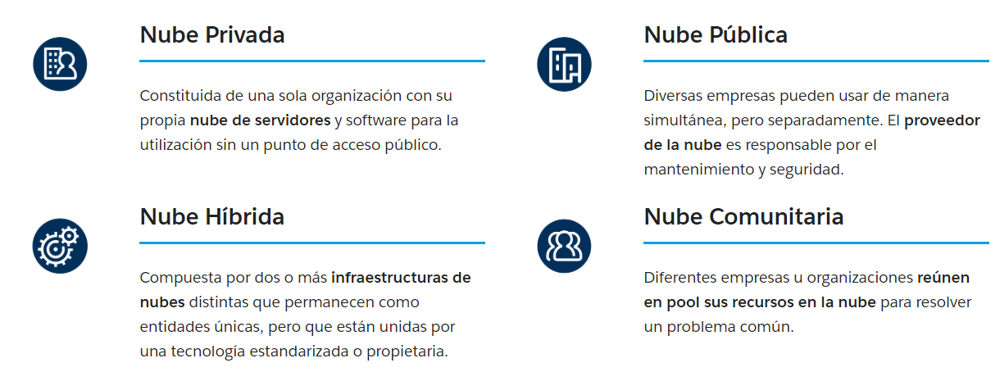 Nube Privada
Constituida de una sola organización con su
propia nube de servidores y software para la
utilización sin un punto de acceso público.
Nube Pública
Diversas empresas pueden usar de manera
simultánea, pero separadamente. El proveedor
de la nube es responsable por el
mantenimiento y seguridad.
Nube Híbrida
Compuesta por dos o más infraestructuras de
nubes distintas que permanecen como
entidades únicas, pero que están unidas por
una tecnología estandarizada o propietaria.
Nube Comunitaria
Diferentes empresas u organizaciones reúnen
en pool sus recursos en la nube para resolver
un problema común.